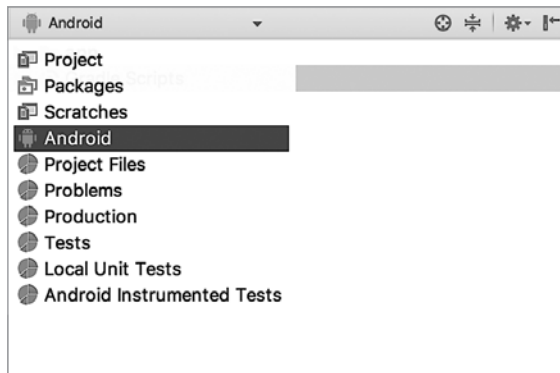 Android
Project
Packages
Scratches
Android
Project Files
Problems
Production
Tests
Local Unit Tests
Android Instrumented Tests